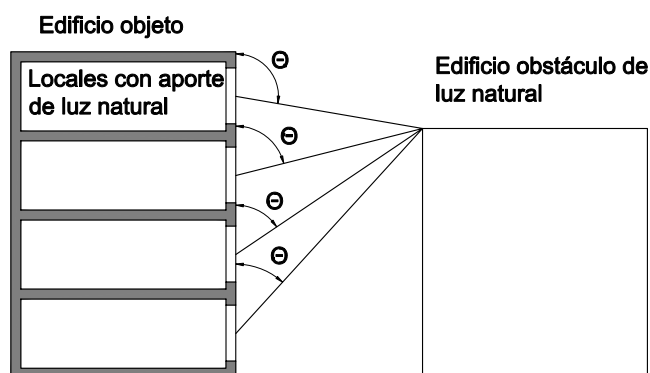 Edificio objeto
Θ
Locales con aporte
de luz natural
Edificio obstáculo de
luz natural
Θ
Θ
Θ